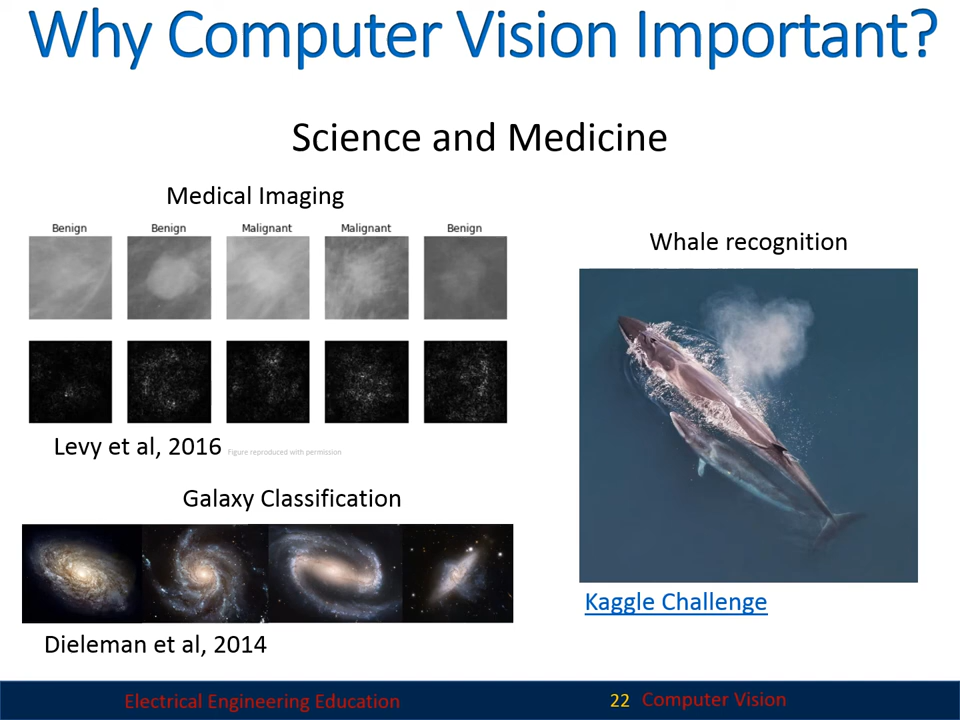 Why Computer Vision Important?
Science and Medicine
Medical Imaging
Benign Benign Malignant Malignant Benign
Levy et al, 2016 Figure reproduced with permission
Galaxy Classification
Dieleman et al, 2014
Whale recognition
Kaggle Challenge
Electrical Engineering Education 22 Computer Vision